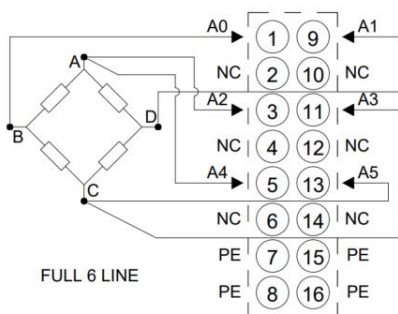 A0 1 9 A1
A NC 2 10 NC
D A2 3 11 A3
B NC 4 12 NC
A4 5 13 A5
C NC 6 14 NC
PE 7 15 PE
FULL 6 LINE PE 8 16 PE